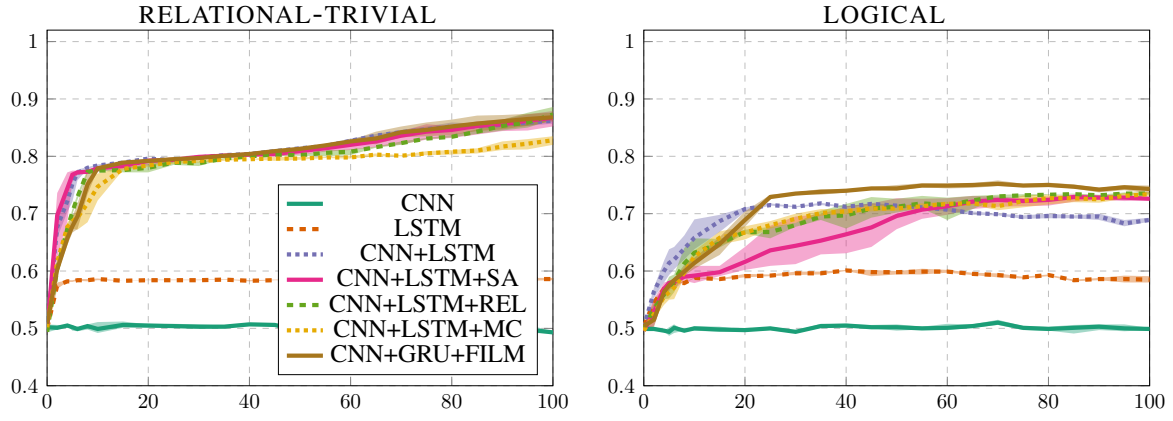 RELATIONAL-TRIVIAL
1
0.9
0.8
0.7
0.6
0.5
0.4
0 20 40 60 80 100
CNN
LSTM
CNN+LSTM
CNN+LSTM+SA
CNN+LSTM+REL
CNN+LSTM+MC
CNN+GRU+FILM
LOGICAL
1
0.9
0.8
0.7
0.6
0.5
0.4
0 20 40 60 80 100